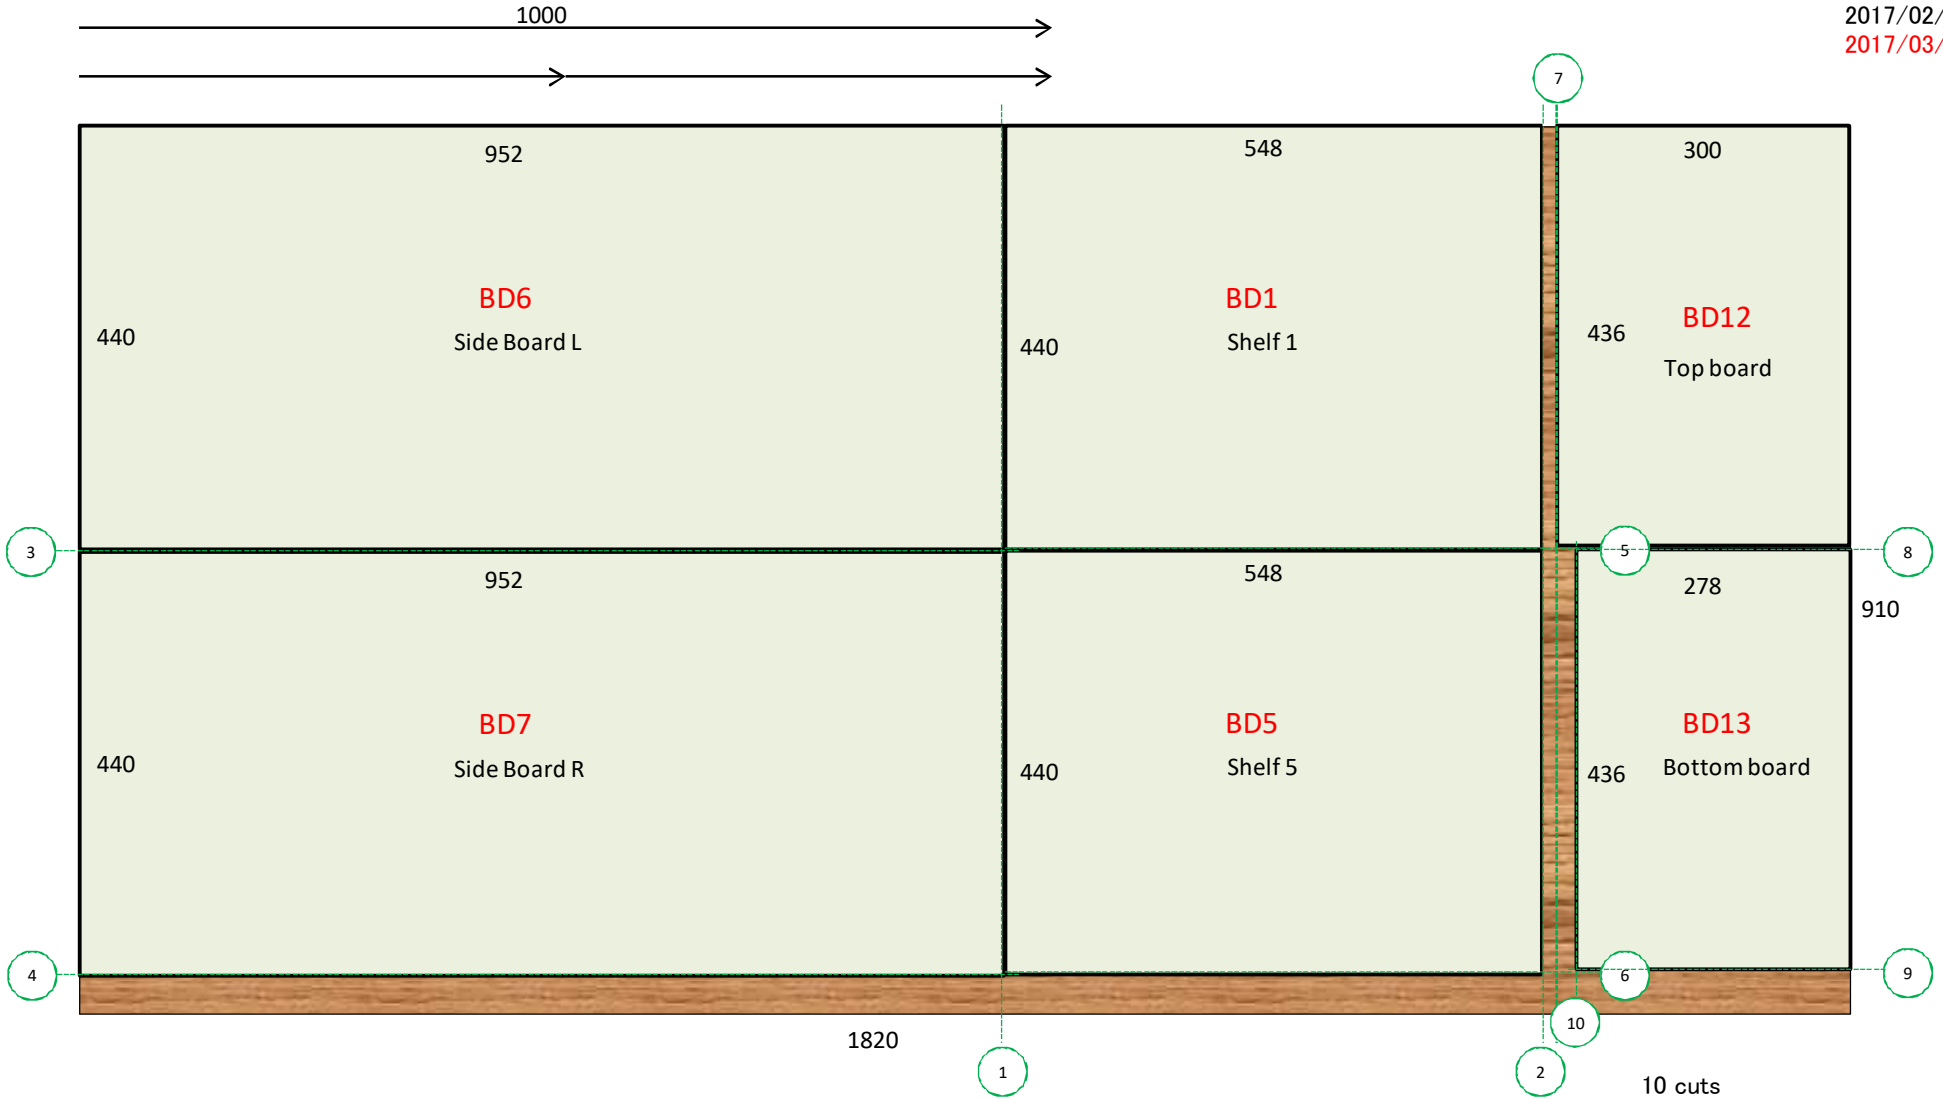 1000
2017/02/
2017/03/
7
952
548
300
BD6
BD1
BD12
440
Side Board L
440
Shelf 1
436
Top board
3
5
8
952
548
278
910
BD7
BD5
BD13
440
Side Board R
440
Shelf 5
436
Bottom board
4
6
9
10
1820
1
2
10 cuts